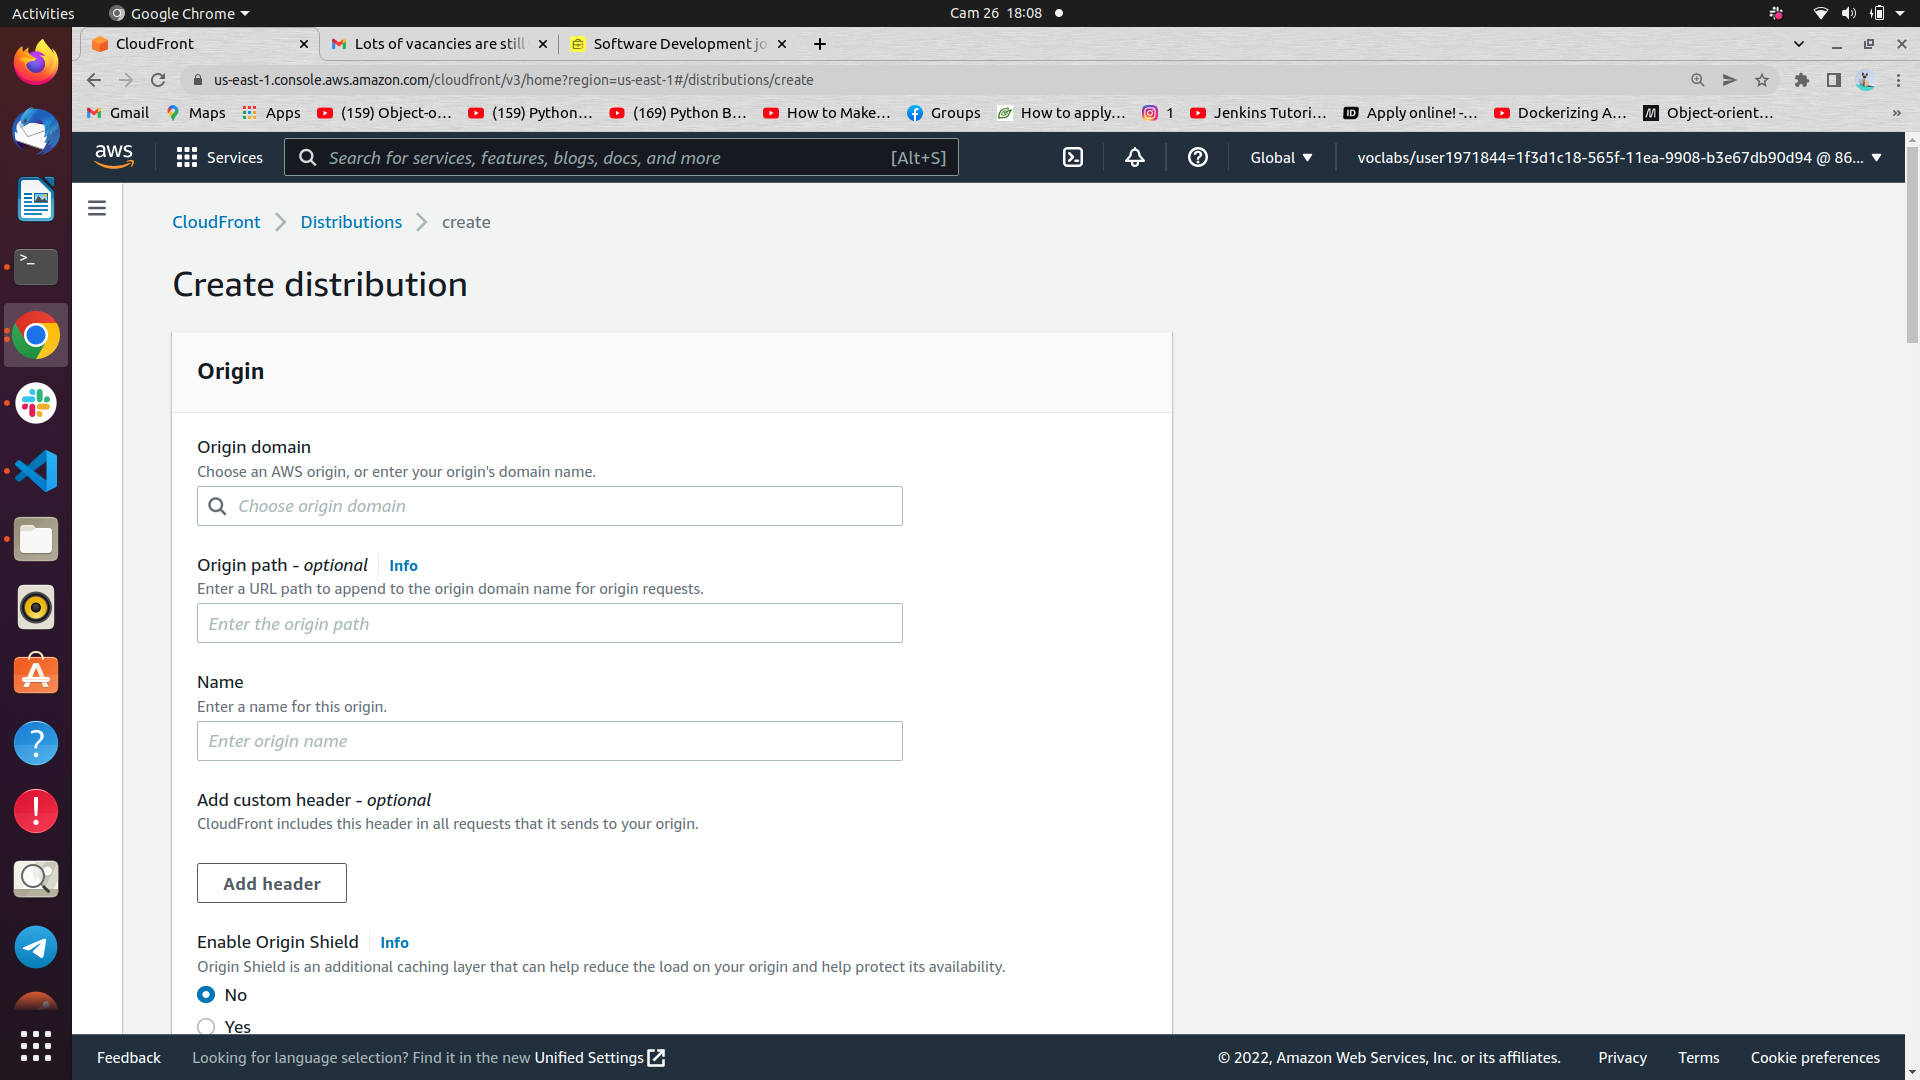 Activities
Google Chrome
Cam 26 18:08
CloudFront
Lots of vacancies are still
Software Development jo
us-east-1.console.aws.amazon.com/cloudfront/v3/home?region=us-east-1#/distributions/create
Gmail
Maps
Apps
(159) Object-o...
(159) Python...
(169) Python B...
How to Make...
Groups
How to apply...
1
Jenkins Tutori...
Apply online! -...
Dockerizing A...
Object-orient...
aws
Services
Search for services, features, blogs, docs, and more
[Alt+S]
Global
voclabs/user1971844=1f3d1c18-565f-11ea-9908-b3e67db90d94 @ 86...
CloudFront
Distributions
create
Create distribution
Origin
Origin domain
Choose an AWS origin, or enter your origin's domain name.
Choose origin domain
Origin path - optional
Info
Enter a URL path to append to the origin domain name for origin requests.
Enter the origin path
Name
Enter a name for this origin.
Enter origin name
Add custom header - optional
CloudFront includes this header in all requests that it sends to your origin.
Add header
Enable Origin Shield
Info
Origin Shield is an additional caching layer that can help reduce the load on your origin and help protect its availability.
No
Yes
Feedback
Looking for language selection? Find it in the new Unified Settings
© 2022, Amazon Web Services, Inc. or its affiliates.
Privacy
Terms
Cookie preferences